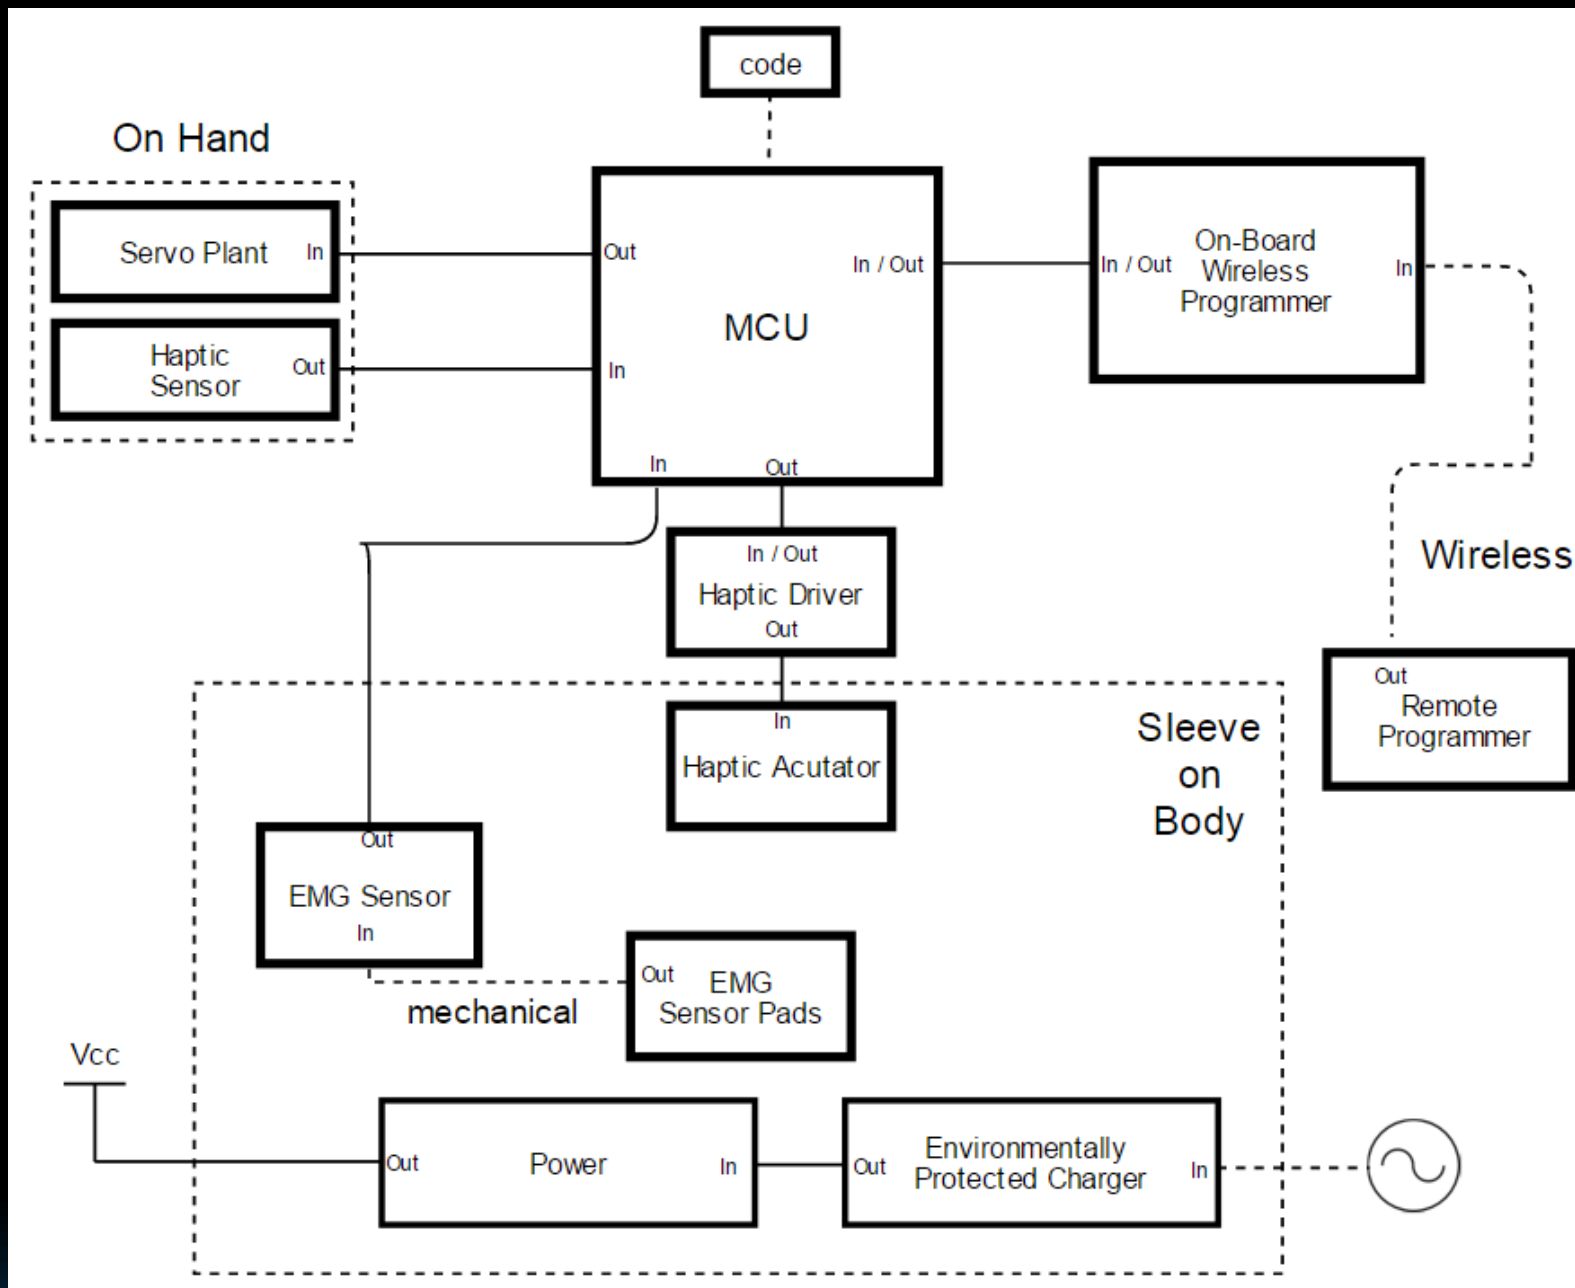 code
On Hand
Servo Plant
In
Haptic
Sensor
Out
Out
In
In / Out
MCU
In
Out
In / Out
On-Board
Wireless
Programmer
In
Wireless
Out
Remote
Programmer
In / Out
Haptic Driver
Out
In
Haptic Acutator
Sleeve
on
Body
Out
EMG Sensor
In
mechanical
Out
EMG
Sensor Pads
Vcc
Out
Power
In
Out
Environmentally
Protected Charger
In